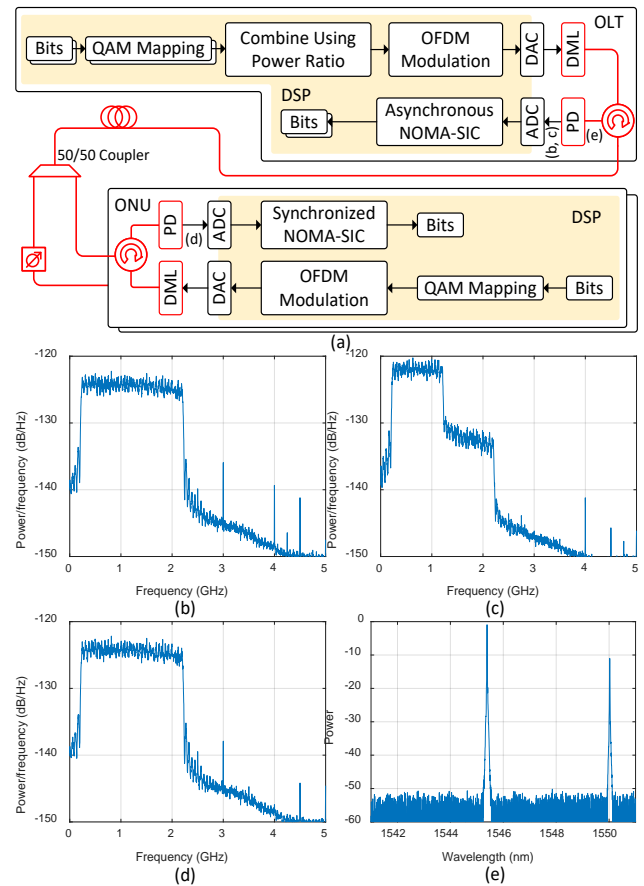 OLT
Bits
QAM Mapping
Combine Using
Power Ratio
OFDM
Modulation
DAC
DML
DSP
Bits
Asynchronous
NOMA-SIC
ADC
(b, c)
PD
(e)
50/50 Coupler
ONU
PD
(d)
ADC
Synchronized
NOMA-SIC
Bits
DSP
DML
DAC
OFDM
Modulation
QAM Mapping
Bits
(a)
-120
-130
-140
-150
Power/frequency (dB/Hz)
0 1 2 3 4 5
Frequency (GHz)
(b)
-120
-130
-140
-150
Power/frequency (dB/Hz)
0 1 2 3 4 5
Frequency (GHz)
(c)
-120
-130
-140
-150
Power/frequency (dB/Hz)
0 1 2 3 4 5
Frequency (GHz)
(d)
0
-10
-20
-30
-40
-50
-60
Power
1542 1544 1546 1548 1550
Wavelength (nm)
(e)